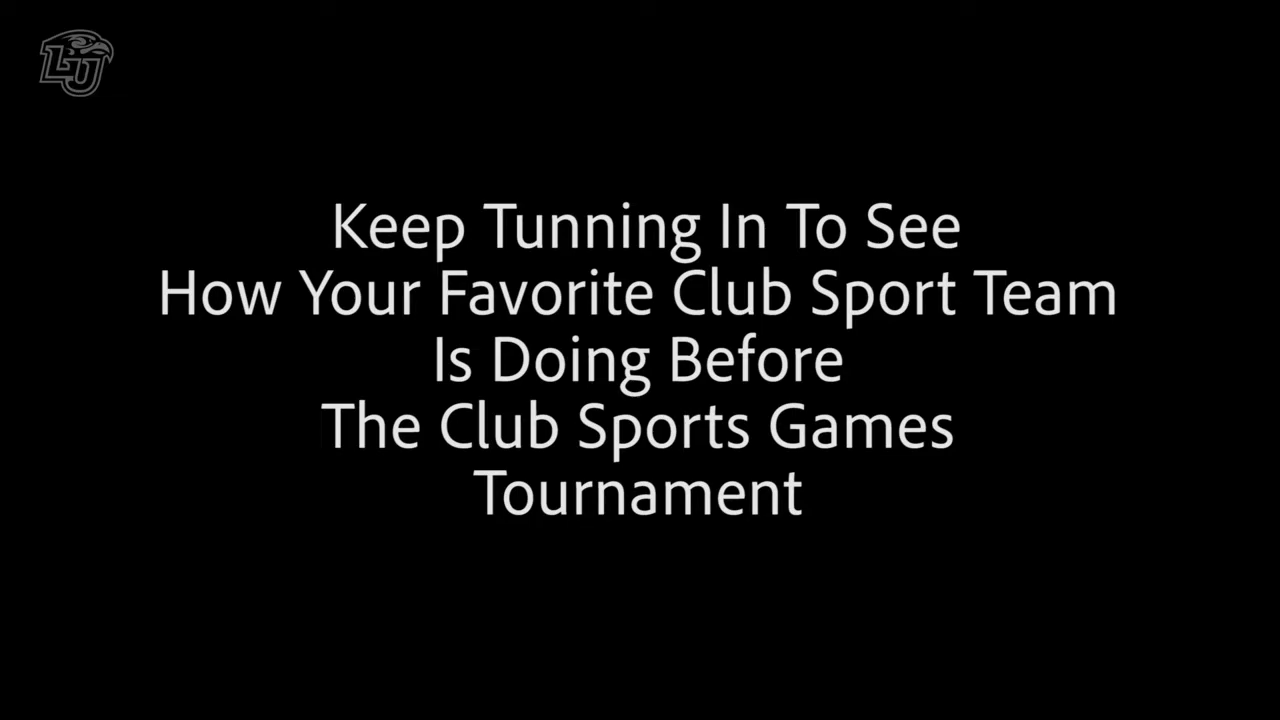 LU
Keep Tunning In To See
How Your Favorite Club Sport Team
Is Doing Before
The Club Sports Games
Tournament